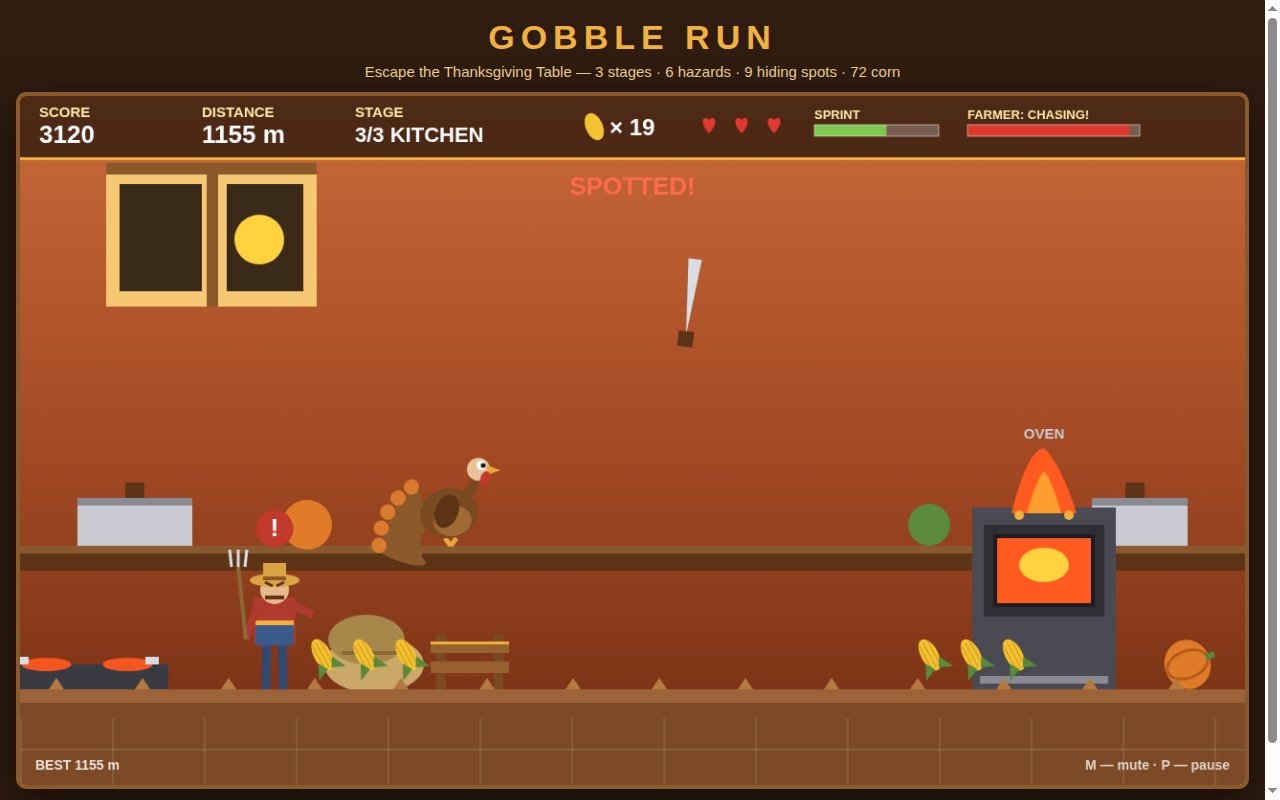 GOBBLE RUN
Escape the Thanksgiving Table — 3 stages · 6 hazards · 9 hiding spots · 72 corn
SCORE
3120
DISTANCE
1155 m
STAGE
3/3 KITCHEN
× 19
SPRINT
FARMER: CHASING!
SPOTTED!
OVEN
!
BEST 1155 m
M — mute · P — pause